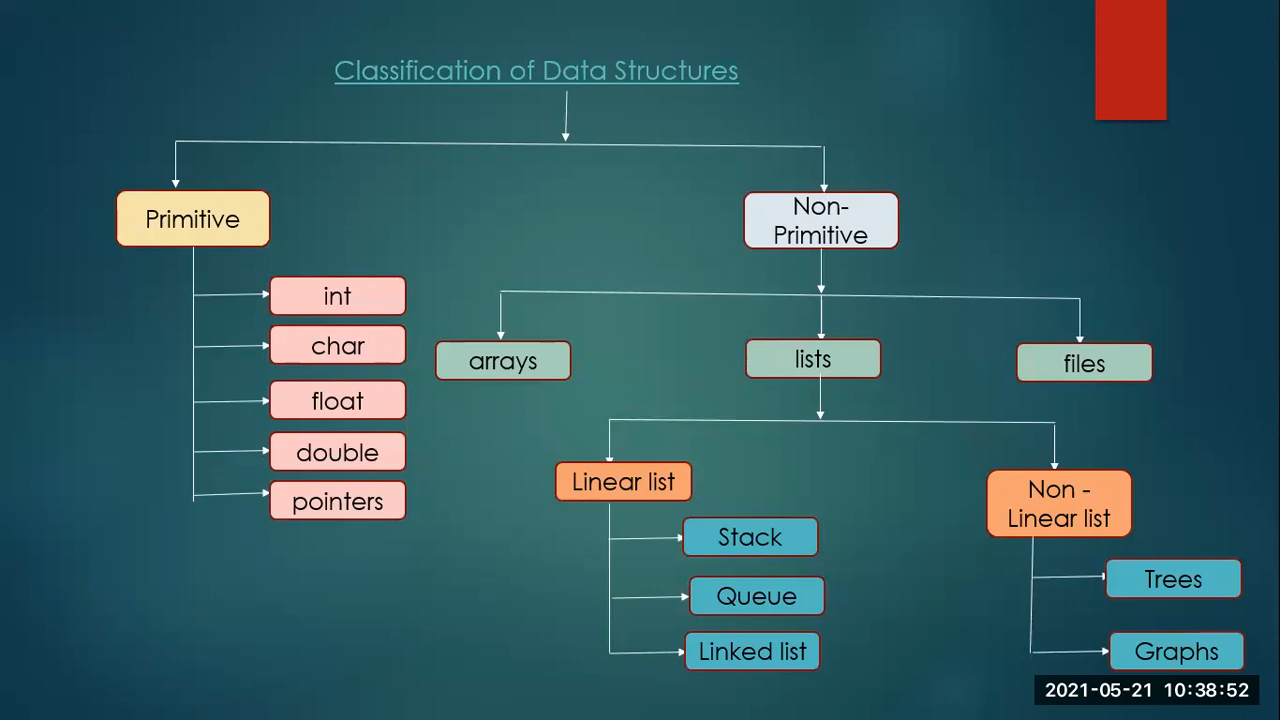 Classification of Data Structures
Primitive
Non-
Primitive
int
char
float
double
pointers
arrays
lists
files
Linear list
Non -
Linear list
Stack
Queue
Linked list
Trees
Graphs
2021-05-21 10:38:52